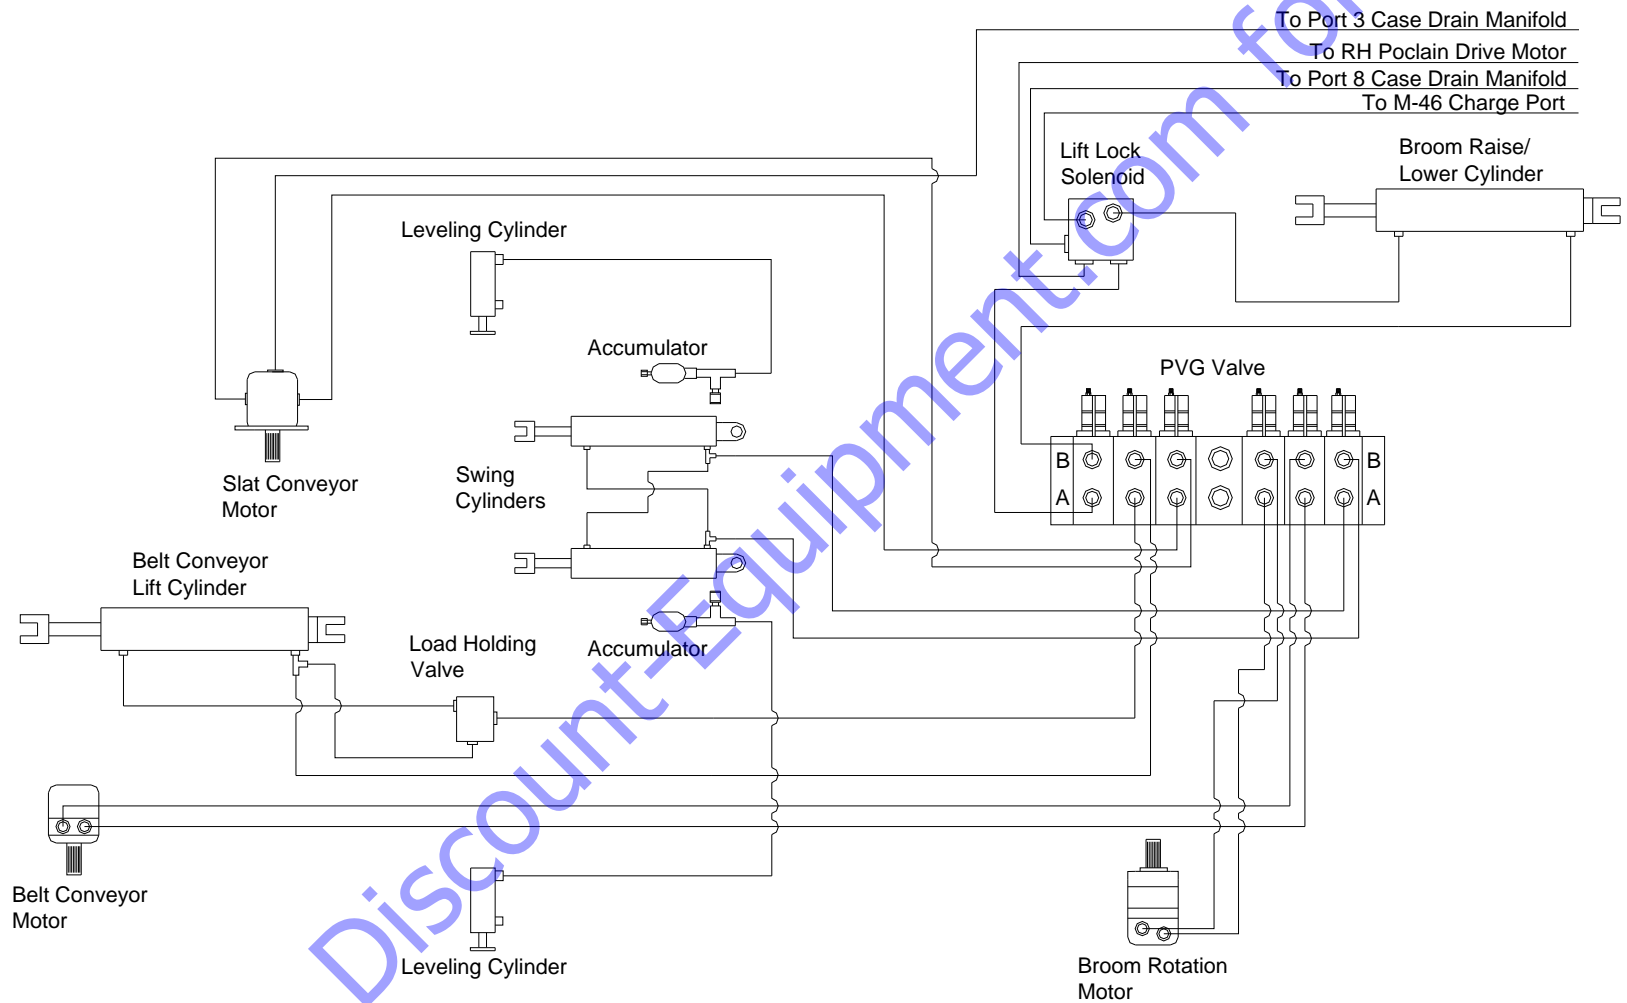 To Port 3 Case Drain Manifold
To RH Poclain Drive Motor
To Port 8 Case Drain Manifold
To M-46 Charge Port
Lift Lock
Solenoid
Broom Raise/
Lower Cylinder
Leveling Cylinder
Accumulator
PVG Valve
B
B
A
A
Swing
Cylinders
Slat Conveyor
Motor
Belt Conveyor
Lift Cylinder
Load Holding
Valve
Accumulator
Belt Conveyor
Motor
Leveling Cylinder
Broom Rotation
Motor
Discount-Equipment.com for